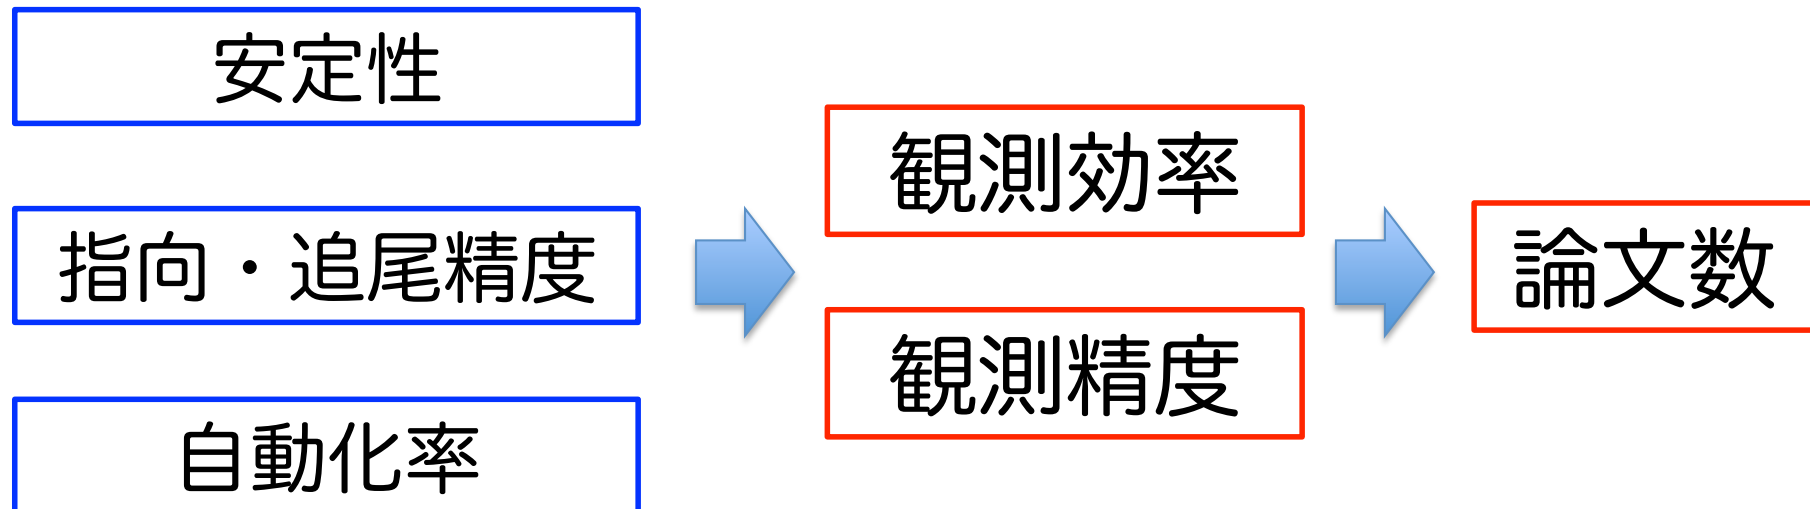 安定性
指向・追尾精度
自動化率
観測効率
観測精度
論文数